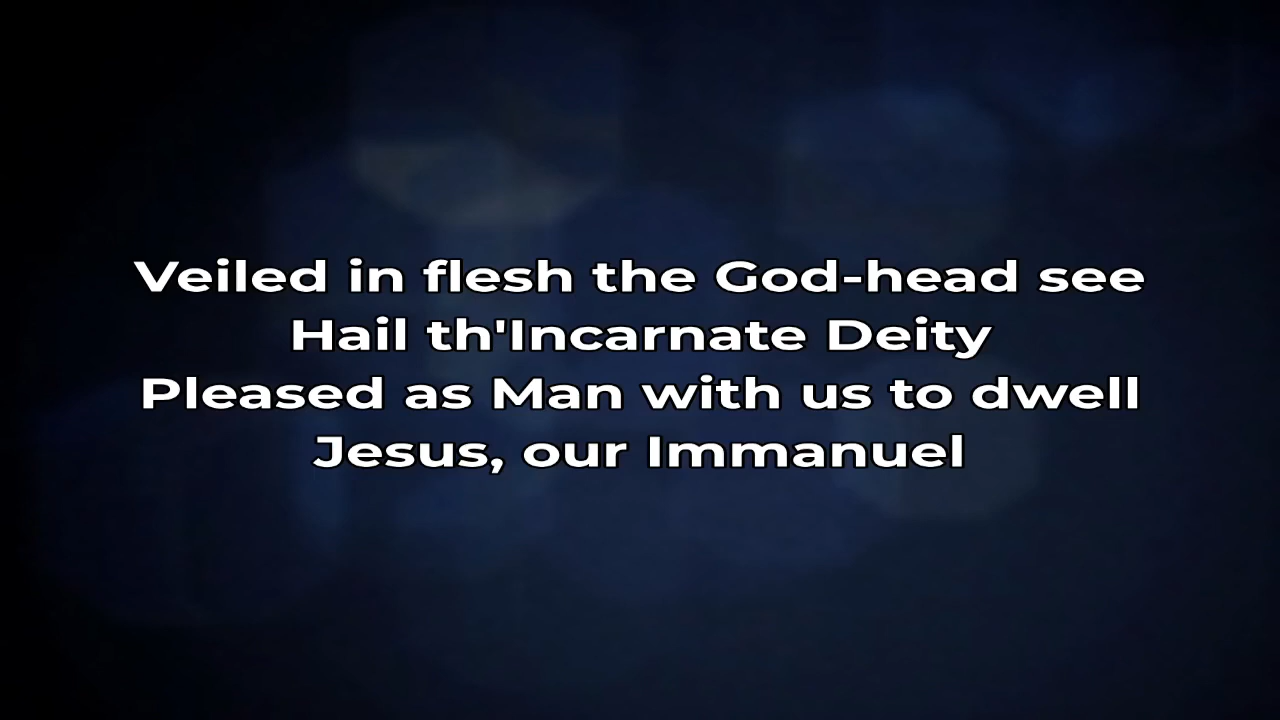 Veiled in flesh the God-head see
Hail th'Incarnate Deity
Pleased as Man with us to dwell
Jesus, our Immanuel